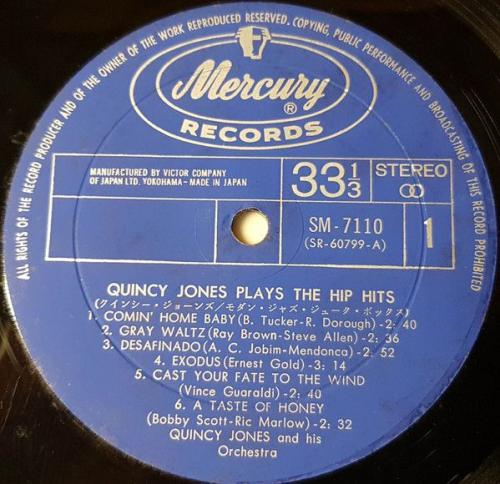 ALL RIGHTS OF THE RECORD PRODUCER AND OF THE OWNER OF THE WORK REPRODUCED RESERVED. COPYING, PUBLIC PERFORMANCE AND BROADCASTING OF THIS RECORD PROHIBITED
Mercury
®
RECORDS
MANUFACTURED BY VICTOR COMPANY
OF JAPAN LTD. YOKOHAMA-MADE IN JAPAN
33 1/3
STEREO
SM-7110
(SR-60799-A)
1
QUINCY JONES PLAYS THE HIP HITS
(クインシー・ジョーンズ/モダン・ジャズ・ジューク・ボックス)
1. COMIN' HOME BABY (B. Tucker-R. Dorough)-2: 40
2. GRAY WALTZ (Ray Brown-Steve Allen)-2: 36
3. DESAFINADO (A. C. Jobim-Mendonca)-2: 52
4. EXODUS (Ernest Gold)-3: 14
5. CAST YOUR FATE TO THE WIND
(Vince Guaraldi)-2: 40
6. A TASTE OF HONEY
(Bobby Scott-Ric Marlow)-2: 32
QUINCY JONES and his
Orchestra